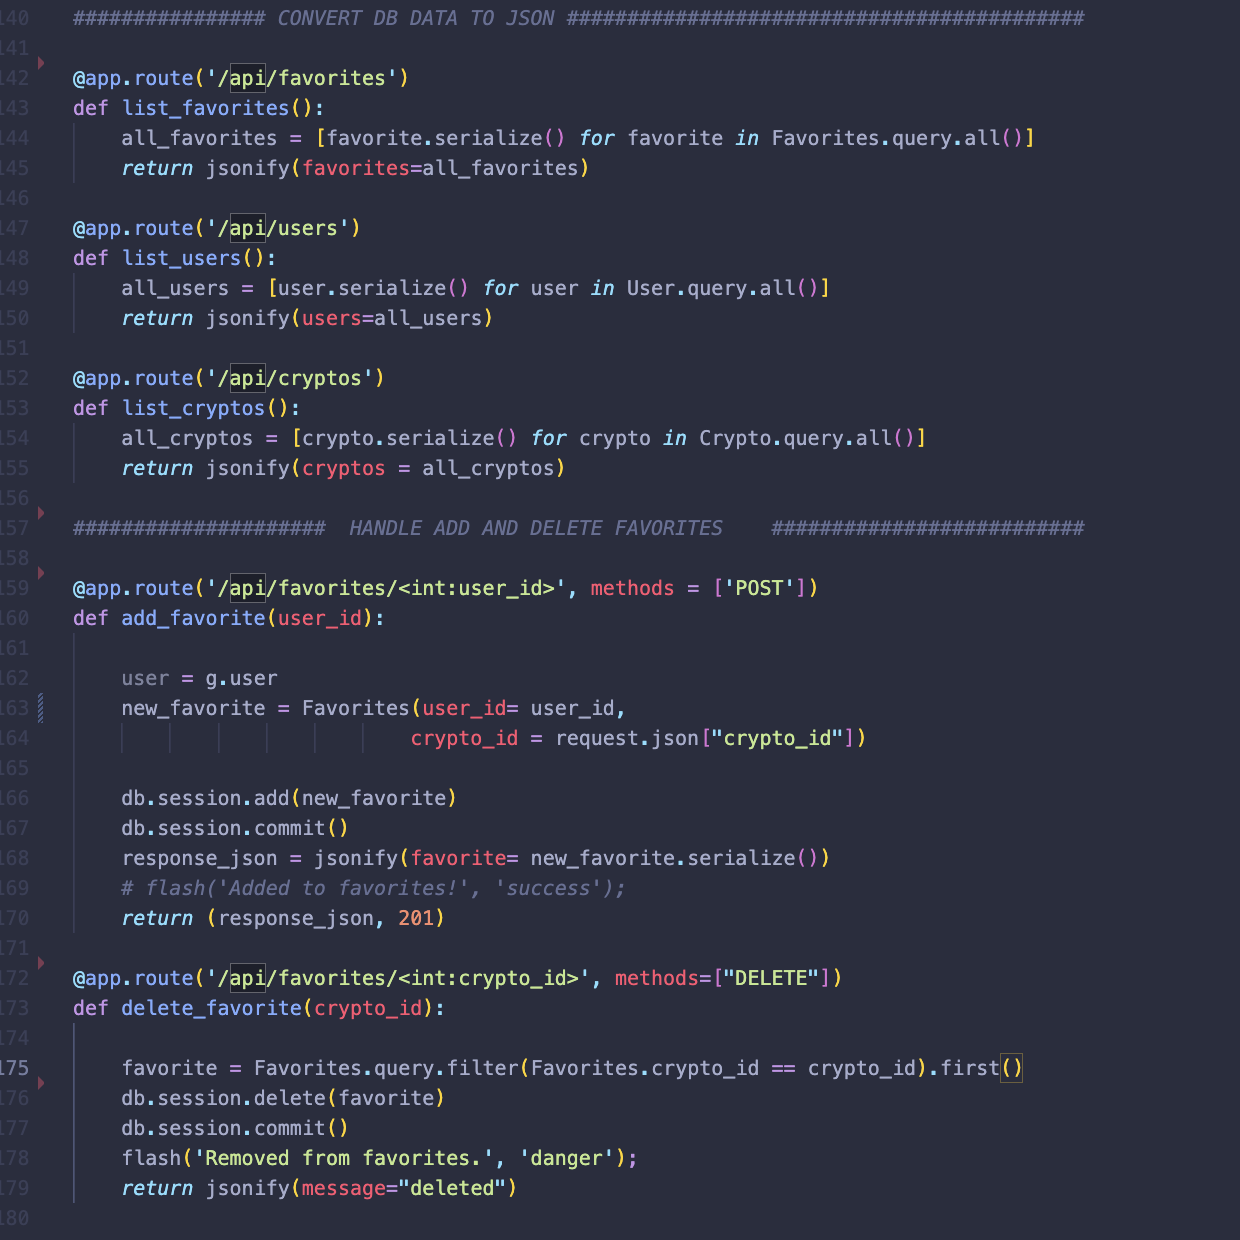 140 ################ CONVERT DB DATA TO JSON ###########################################
141
142 @app.route('/api/favorites')
143 def list_favorites():
144     all_favorites = [favorite.serialize() for favorite in Favorites.query.all()]
145     return jsonify(favorites=all_favorites)
146
147 @app.route('/api/users')
148 def list_users():
149     all_users = [user.serialize() for user in User.query.all()]
150     return jsonify(users=all_users)
151
152 @app.route('/api/cryptos')
153 def list_cryptos():
154     all_cryptos = [crypto.serialize() for crypto in Crypto.query.all()]
155     return jsonify(cryptos = all_cryptos)
156
157 #####################  HANDLE ADD AND DELETE FAVORITES    ##########################
158
159 @app.route('/api/favorites/<int:user_id>', methods = ['POST'])
160 def add_favorite(user_id):
161
162     user = g.user
163     new_favorite = Favorites(user_id= user_id,
164                             crypto_id = request.json["crypto_id"])
165
166     db.session.add(new_favorite)
167     db.session.commit()
168     response_json = jsonify(favorite= new_favorite.serialize())
169     # flash('Added to favorites!', 'success');
170     return (response_json, 201)
171
172 @app.route('/api/favorites/<int:crypto_id>', methods=["DELETE"])
173 def delete_favorite(crypto_id):
174
175     favorite = Favorites.query.filter(Favorites.crypto_id == crypto_id).first()
176     db.session.delete(favorite)
177     db.session.commit()
178     flash('Removed from favorites.', 'danger');
179     return jsonify(message="deleted")
180